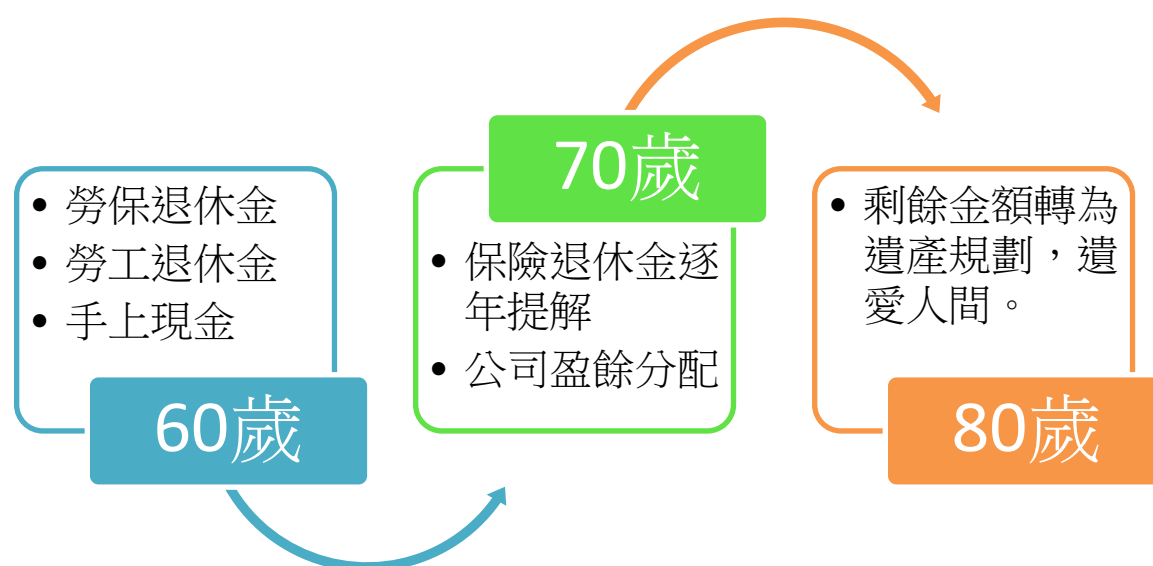 • 勞保退休金
• 勞工退休金
• 手上現金
60歲
70歲
• 保險退休金逐
年提解
• 公司盈餘分配
• 剩餘金額轉為
遺產規劃，遺
愛人間。
80歲